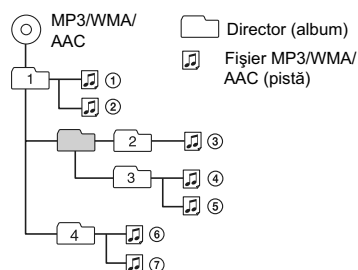 MP3/WMA/
AAC
Director (album)
Fişier MP3/WMA/
AAC (pistă)
1
①
②
2
③
3
④
⑤
4
⑥
⑦